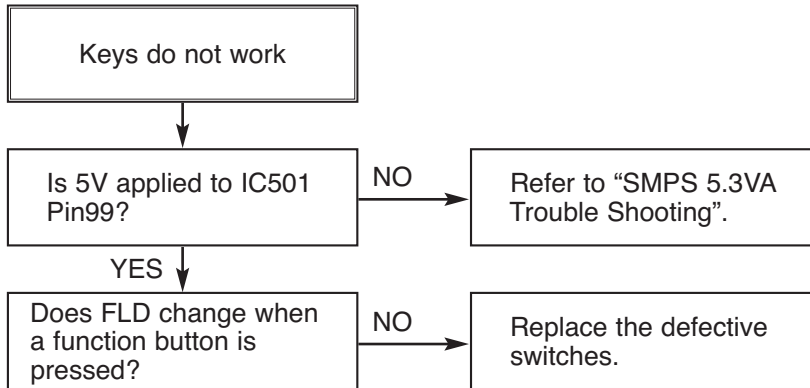 Keys do not work
Is 5V applied to IC501
Pin99?
NO
Refer to “SMPS 5.3VA
Trouble Shooting”.
YES
Does FLD change when
a function button is
pressed?
NO
Replace the defective
switches.